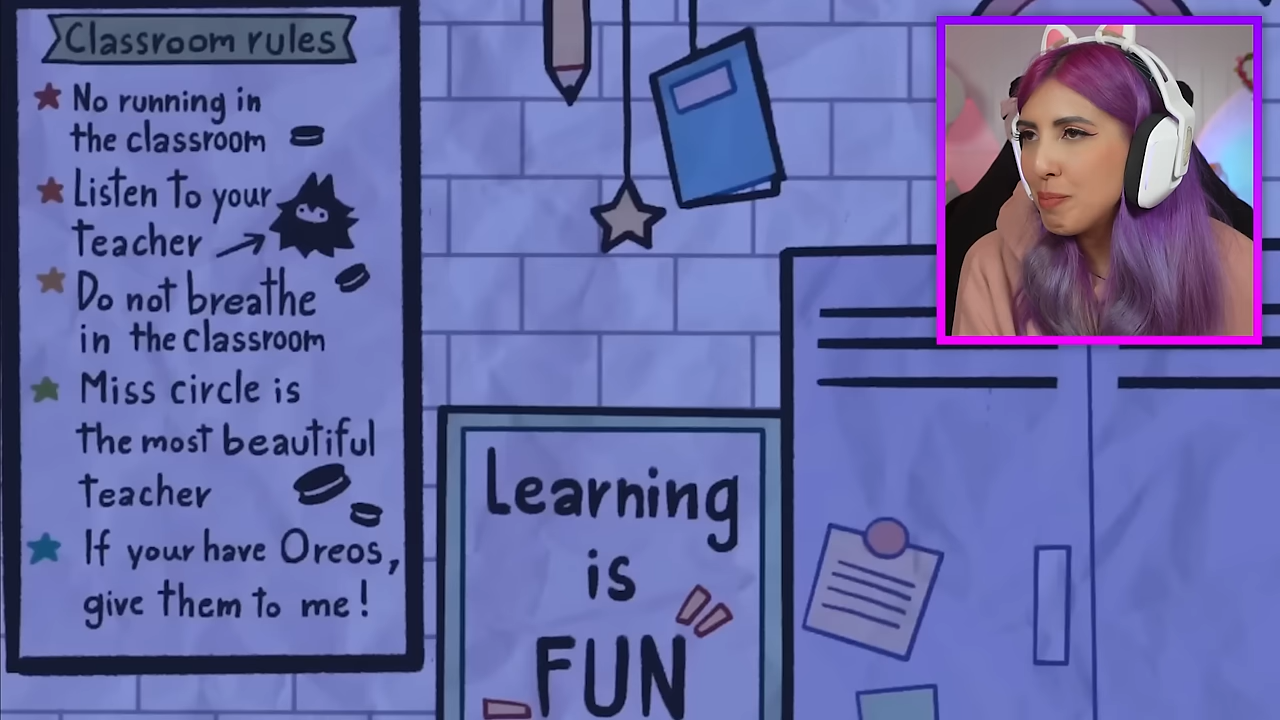 Classroom rules
No running in
the classroom
Listen to your
teacher
Do not breathe
in the classroom
Miss circle is
the most beautiful
teacher
If your have Oreos,
give them to me!
Learning
is
FUN